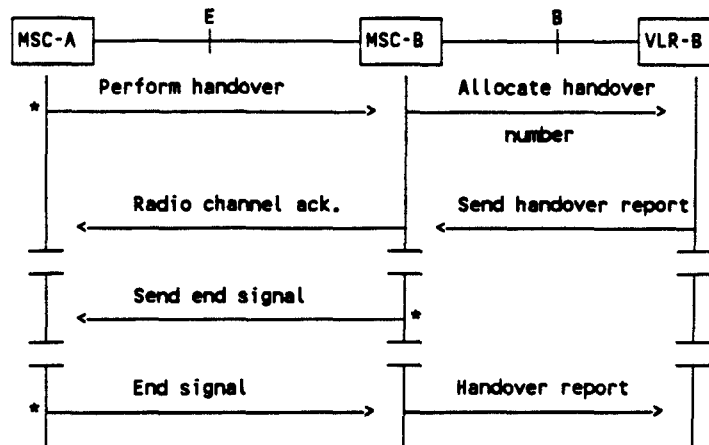 E B
MSC-A MSC-B VLR-B
Perform handover Allocate handover
* number
Radio channel ack. Send handover report
Send end signal
*
End signal Handover report
*